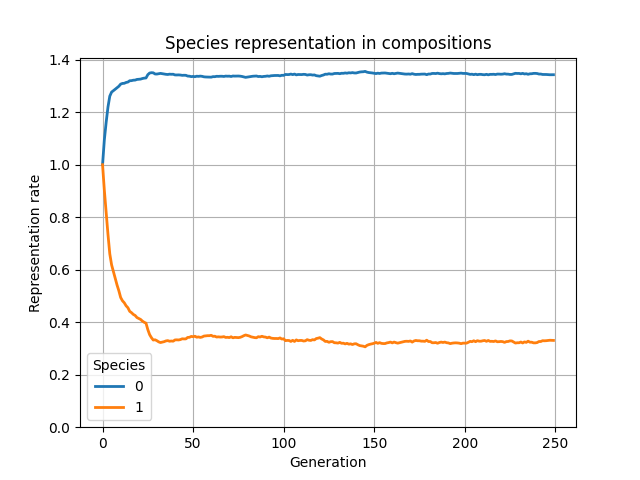 Species representation in compositions
Representation rate
1.4
1.2
1.0
0.8
0.6
0.4
0.2
0.0
Species
0
1
0 50 100 150 200 250
Generation